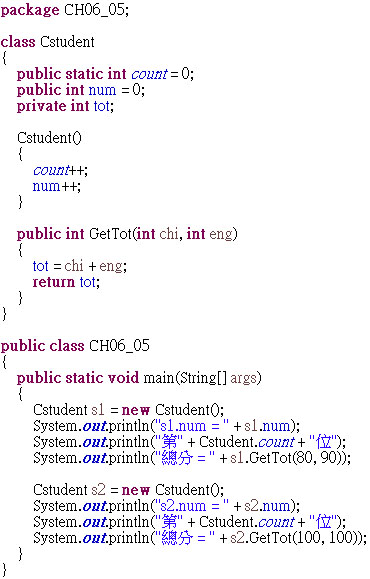 package CH06_05;
class Cstudent
{
public static int count = 0;
public int num = 0;
private int tot;
Cstudent()
{
count++;
num++;
}
public int GetTot(int chi, int eng)
{
tot = chi + eng;
return tot;
}
}
public class CH06_05
{
public static void main(String[] args)
{
Cstudent s1 = new Cstudent();
System.out.println("s1.num = " + s1.num);
System.out.println("第" + Cstudent.count + "位");
System.out.println("總分 = " + s1.GetTot(80, 90));
Cstudent s2 = new Cstudent();
System.out.println("s2.num = " + s2.num);
System.out.println("第" + Cstudent.count + "位");
System.out.println("總分 = " + s2.GetTot(100, 100));
}
}